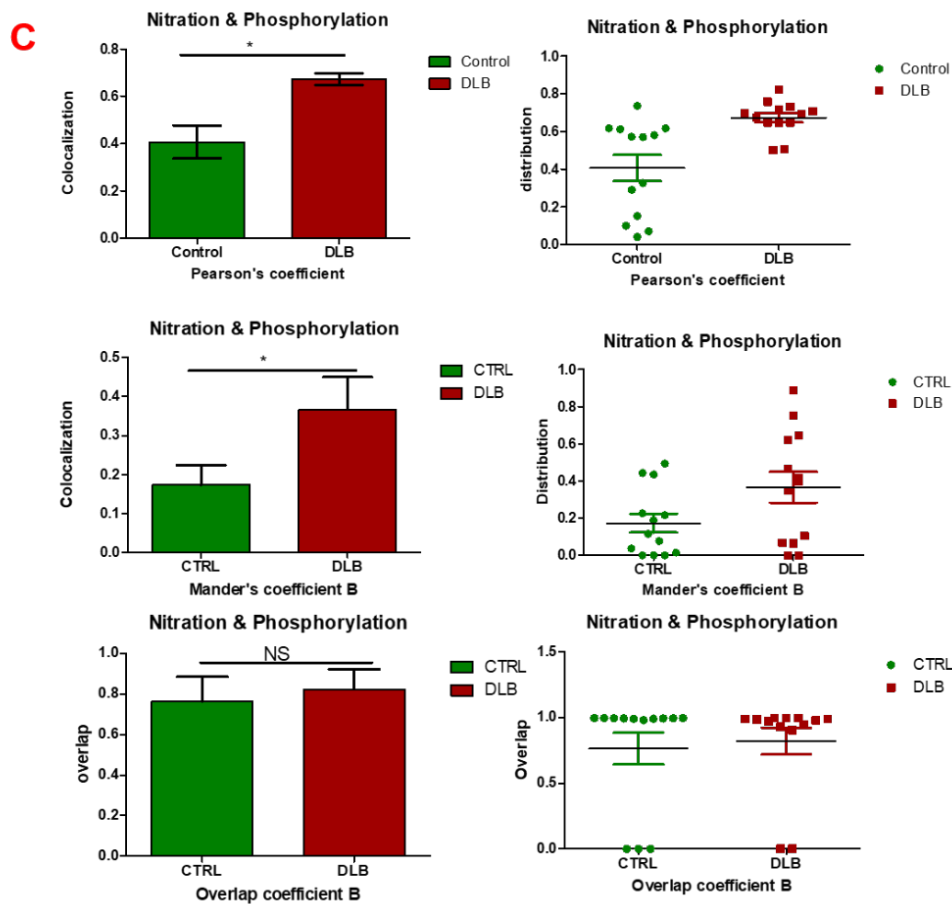 C
Nitration & Phosphorylation
*
Colocalization
0.8
0.6
0.4
0.2
0.0
Control
DLB
Pearson's coefficient
Control
DLB
Nitration & Phosphorylation
distribution
1.0
0.8
0.6
0.4
0.2
0.0
Control
DLB
Pearson's coefficient
Control
DLB
Nitration & Phosphorylation
*
Colocalization
0.5
0.4
0.3
0.2
0.1
0.0
CTRL
DLB
Mander's coefficient B
CTRL
DLB
Nitration & Phosphorylation
Distribution
1.0
0.8
0.6
0.4
0.2
0.0
CTRL
DLB
Mander's coefficient B
CTRL
DLB
Nitration & Phosphorylation
NS
overlap
1.0
0.8
0.6
0.4
0.2
0.0
CTRL
DLB
Overlap coefficient B
CTRL
DLB
Nitration & Phosphorylation
Overlap
1.5
1.0
0.5
0.0
CTRL
DLB
Overlap coefficient B
CTRL
DLB